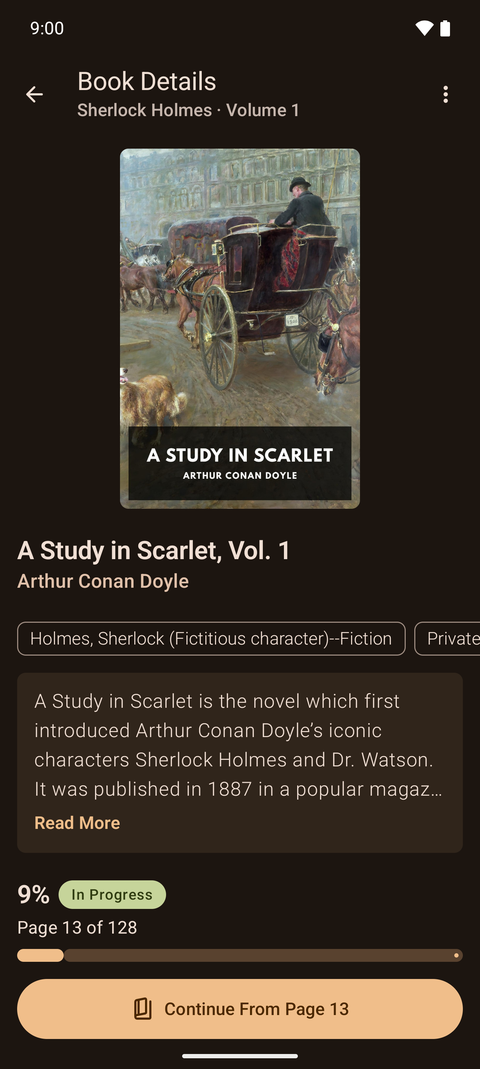 9:00
Book Details
Sherlock Holmes · Volume 1
A STUDY IN SCARLET
ARTHUR CONAN DOYLE
A Study in Scarlet, Vol. 1
Arthur Conan Doyle
Holmes, Sherlock (Fictitious character)--Fiction
Private
A Study in Scarlet is the novel which first
introduced Arthur Conan Doyle’s iconic
characters Sherlock Holmes and Dr. Watson.
It was published in 1887 in a popular magaz…
Read More
9%
In Progress
Page 13 of 128
Continue From Page 13